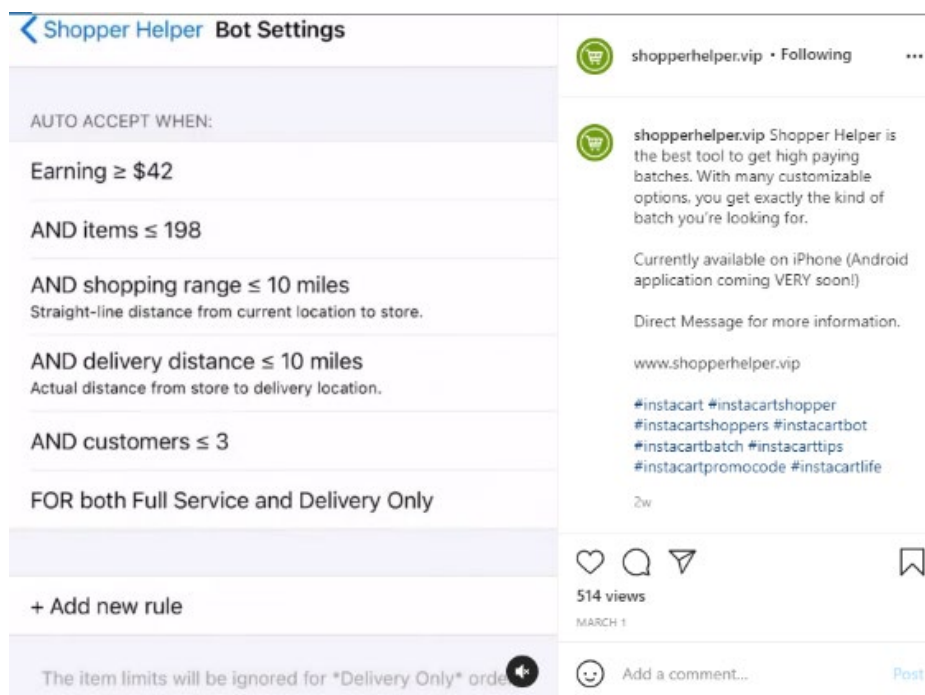 Shopper Helper Bot Settings
AUTO ACCEPT WHEN:
Earning ≥ $42
AND items ≤ 198
AND shopping range ≤ 10 miles
Straight-line distance from current location to store.
AND delivery distance ≤ 10 miles
Actual distance from store to delivery location.
AND customers ≤ 3
FOR both Full Service and Delivery Only
+ Add new rule
The item limits will be ignored for *Delivery Only* orde
shopperhelper.vip • Following
shopperhelper.vip Shopper Helper is
the best tool to get high paying
batches. With many customizable
options, you get exactly the kind of
batch you're looking for.
Currently available on iPhone (Android
application coming VERY soon!)
Direct Message for more information.
www.shopperhelper.vip
#instacart #instacartshopper
#instacartshoppers #instacartbot
#instacartbatch #instacarttips
#instacartpromocode #instacartlife
2w
514 views
MARCH 1
Add a comment... Post